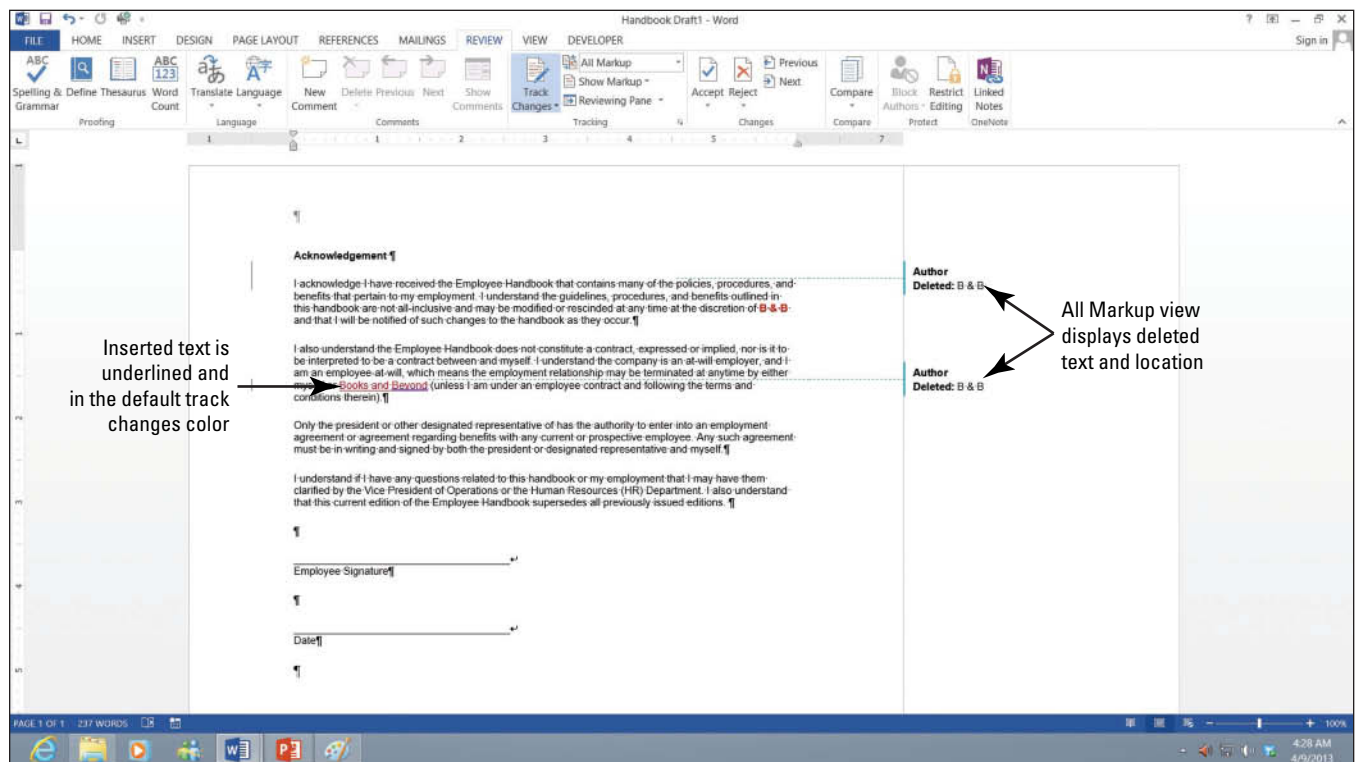 Handbook Draft1 - Word
FILE HOME INSERT DESIGN PAGE LAYOUT REFERENCES MAILINGS REVIEW VIEW DEVELOPER
Sign in
ABC
Spelling & Grammar
Define
Thesaurus
ABC 123
Word Count
Proofing
Translate
Language
Language
New Comment
Delete
Previous
Next
Show Comments
Comments
Track Changes
All Markup
Show Markup
Reviewing Pane
Tracking
Accept
Reject
Previous
Next
Changes
Compare
Compare
Block Authors
Restrict Editing
Protect
Linked Notes
OneNote
1 1 2 3 4 5 7
¶
Acknowledgement ¶
I acknowledge I have received the Employee Handbook that contains many of the policies, procedures, and
benefits that pertain to my employment. I understand the guidelines, procedures, and benefits outlined in
this handbook are not all-inclusive and may be modified or rescinded at any time at the discretion of B & B
and that I will be notified of such changes to the handbook as they occur.¶
I also understand the Employee Handbook does not constitute a contract, expressed or implied, nor is it to
be interpreted to be a contract between and myself. I understand the company is an at-will employer, and I
am an employee-at-will, which means the employment relationship may be terminated at anytime by either
Books and Beyond (unless I am under an employee contract and following the terms and
conditions therein).¶
Only the president or other designated representative of has the authority to enter into an employment
agreement or agreement regarding benefits with any current or prospective employee. Any such agreement
must be in writing and signed by both the president or designated representative and myself.¶
I understand if I have any questions related to this handbook or my employment that I may have them
clarified by the Vice President of Operations or the Human Resources (HR) Department. I also understand
that this current edition of the Employee Handbook supersedes all previously issued editions. ¶
¶
Employee Signature¶
¶
Date¶
¶
Author
Deleted: B & B
Author
Deleted: B & B
Inserted text is
underlined and
in the default track
changes color
All Markup view
displays deleted
text and location
PAGE 1 OF 1 237 WORDS
100%
4:28 AM
4/9/2013